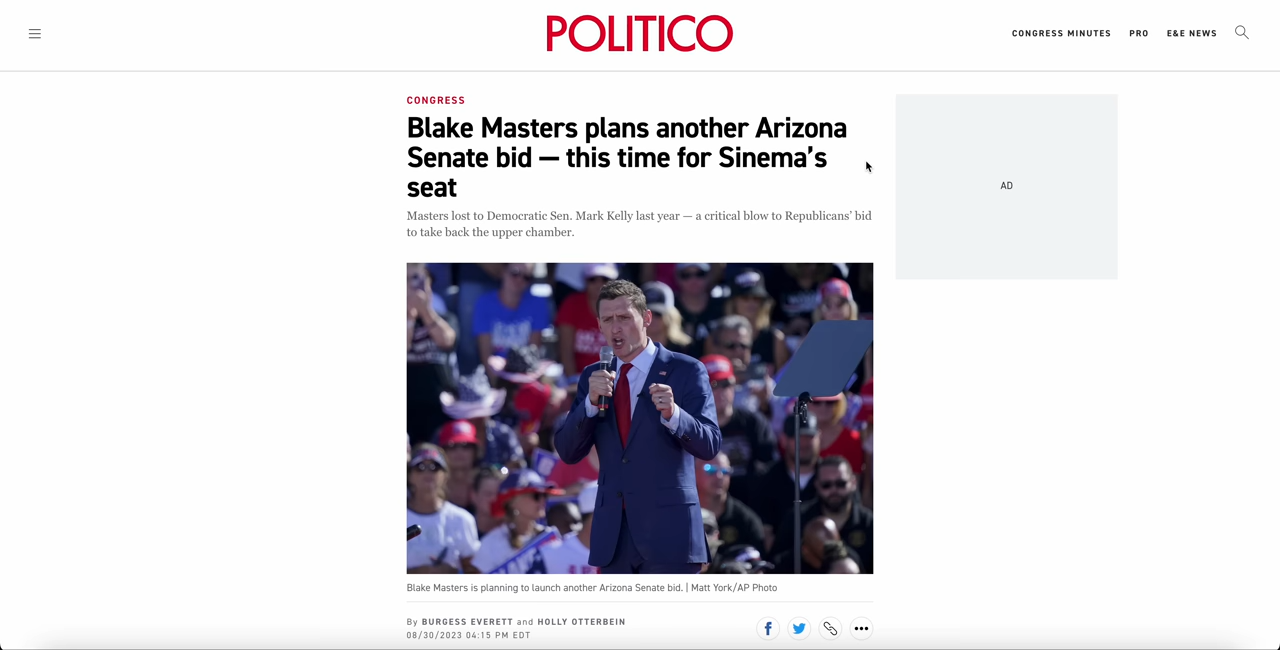 POLITICO
CONGRESS MINUTES PRO E&E NEWS
CONGRESS
Blake Masters plans another Arizona
Senate bid — this time for Sinema’s
seat
Masters lost to Democratic Sen. Mark Kelly last year — a critical blow to Republicans’ bid
to take back the upper chamber.
AD
Blake Masters is planning to launch another Arizona Senate bid. | Matt York/AP Photo
By BURGESS EVERETT and HOLLY OTTERBEIN
08/30/2023 04:15 PM EDT